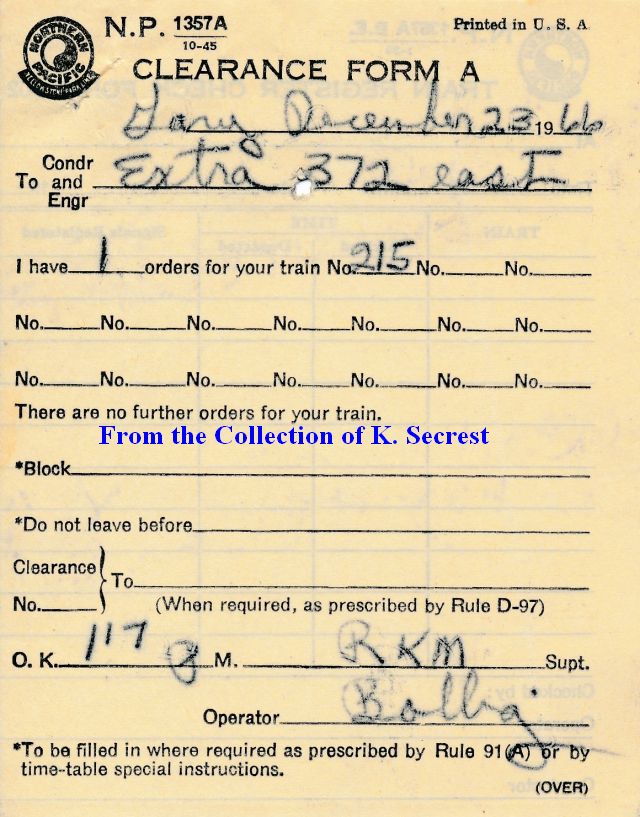 NORTHERN PACIFIC
YELLOWSTONE PARK LINE
N.P. 1357A
10-45
Printed in U. S. A
CLEARANCE FORM A
Gary December 23 1966
Condr
To and Extra 372 east
Engr
I have 1 orders for your train No. 215 No. No.
No. No. No. No. No. No. No.
No. No. No. No. No. No. No.
There are no further orders for your train.
From the Collection of K. Secrest
*Block
*Do not leave before
Clearance
To
No. (When required, as prescribed by Rule D-97)
O. K. 117 P M. RKM Supt.
Operator
*To be filled in where required as prescribed by Rule 91(A) or by
time-table special instructions.
(OVER)